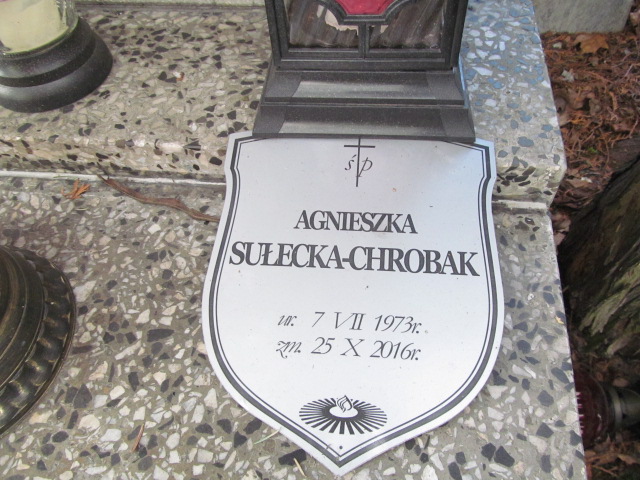 ś p
AGNIESZKA
SUŁECKA-CHROBAK
ur. 7 VII 1973r.
zm. 25 X 2016r.